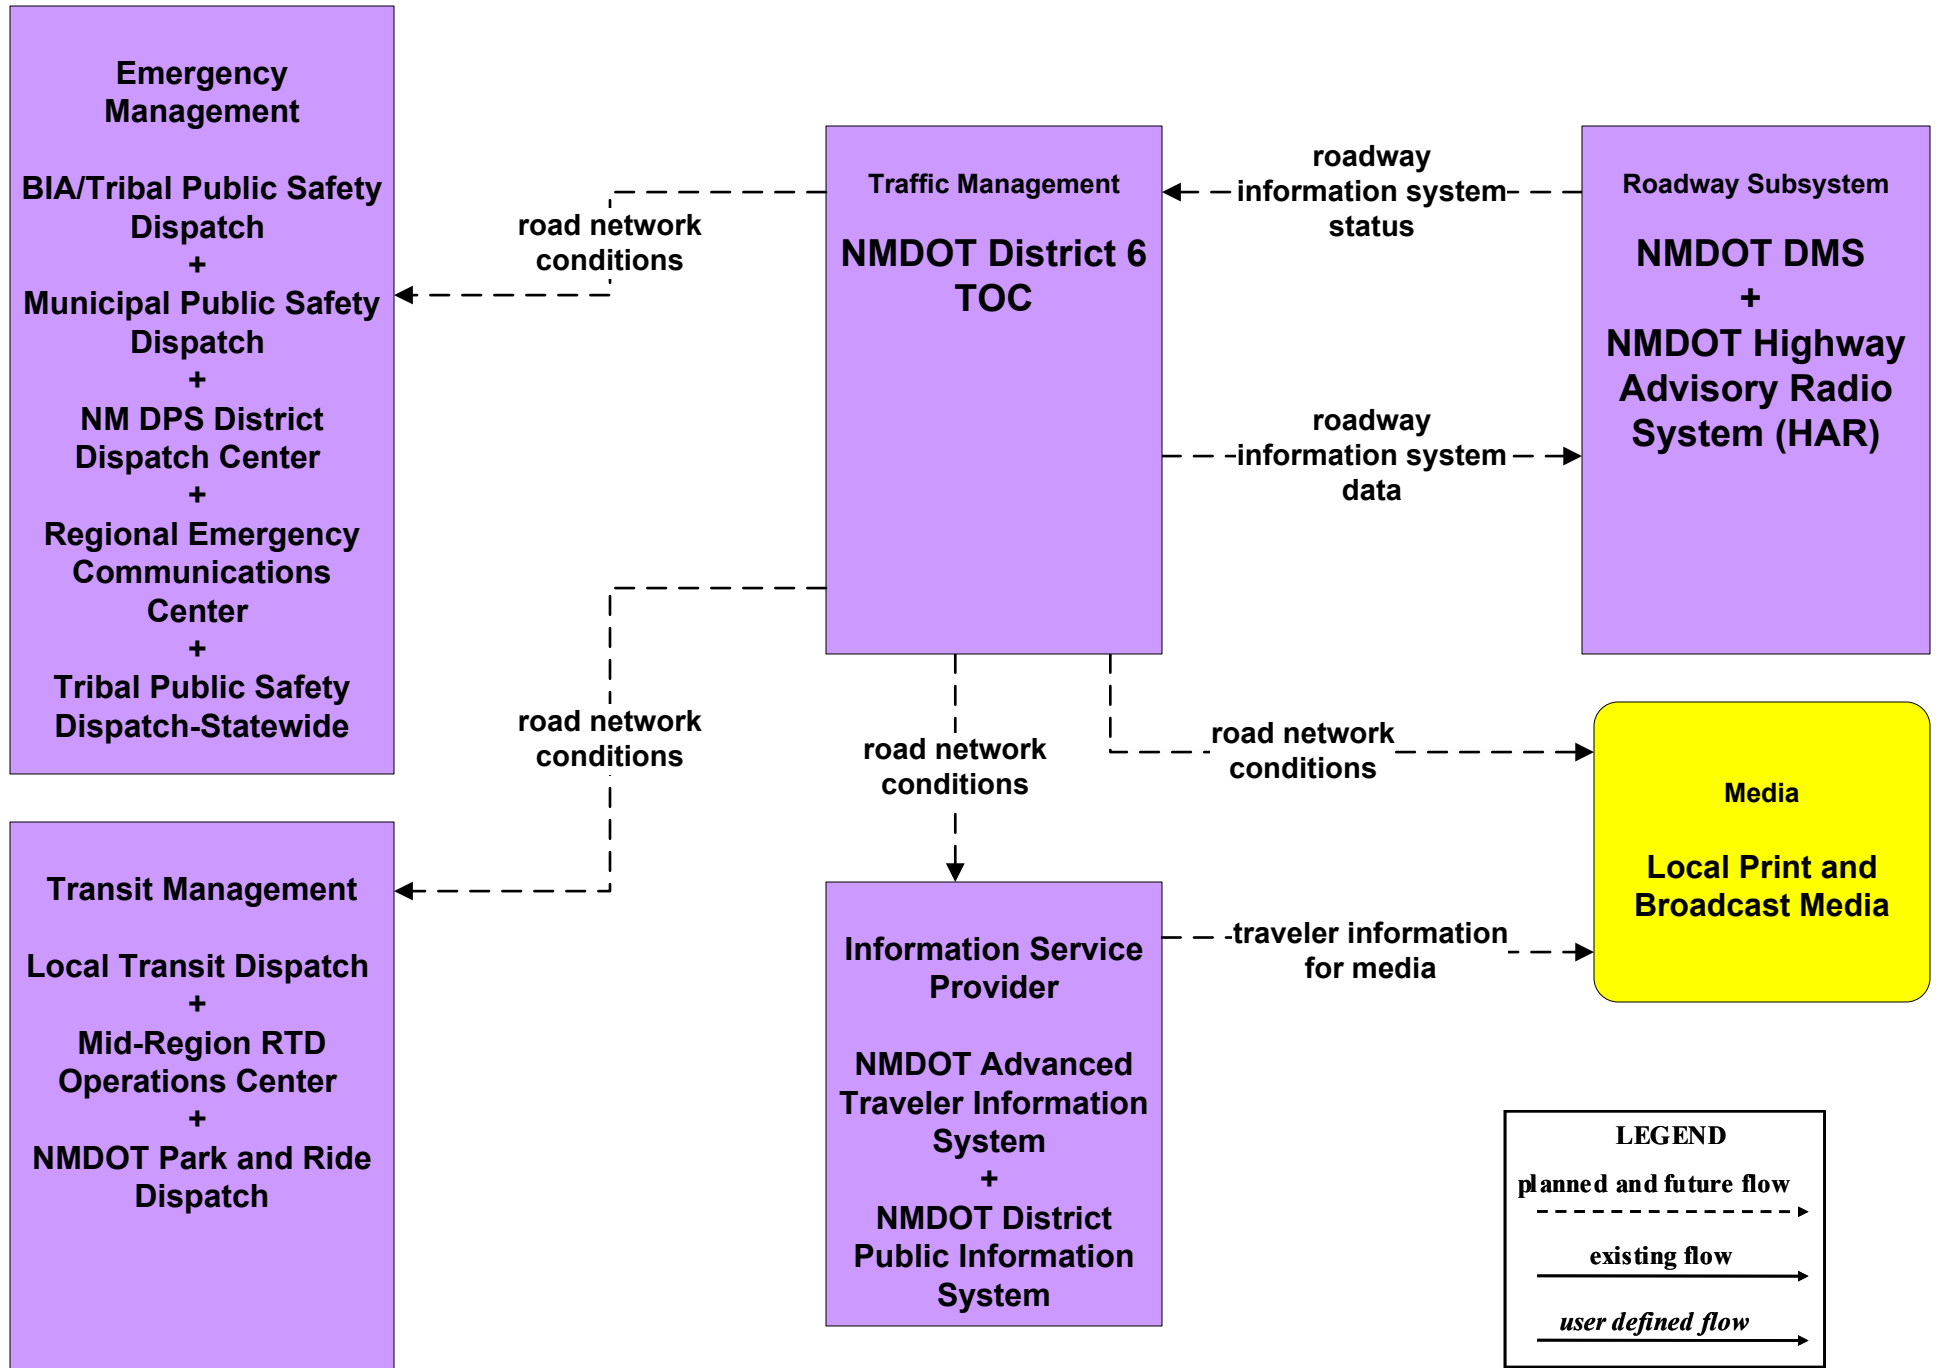 Emergency
Management
BIA/Tribal Public Safety
Dispatch
+
Municipal Public Safety
Dispatch
+
NM DPS District
Dispatch Center
+
Regional Emergency
Communications
Center
+
Tribal Public Safety
Dispatch-Statewide
Transit Management
Local Transit Dispatch
+
Mid-Region RTD
Operations Center
+
NMDOT Park and Ride
Dispatch
road network
conditions
road network
conditions
Traffic Management
NMDOT District 6
TOC
road network
conditions
Information Service
Provider
NMDOT Advanced
Traveler Information
System
+
NMDOT District
Public Information
System
roadway
information system
status
roadway
information system
data
road network
conditions
traveler information
for media
Roadway Subsystem
NMDOT DMS
+
NMDOT Highway
Advisory Radio
System (HAR)
Media
Local Print and
Broadcast Media
LEGEND
planned and future flow
existing flow
user defined flow